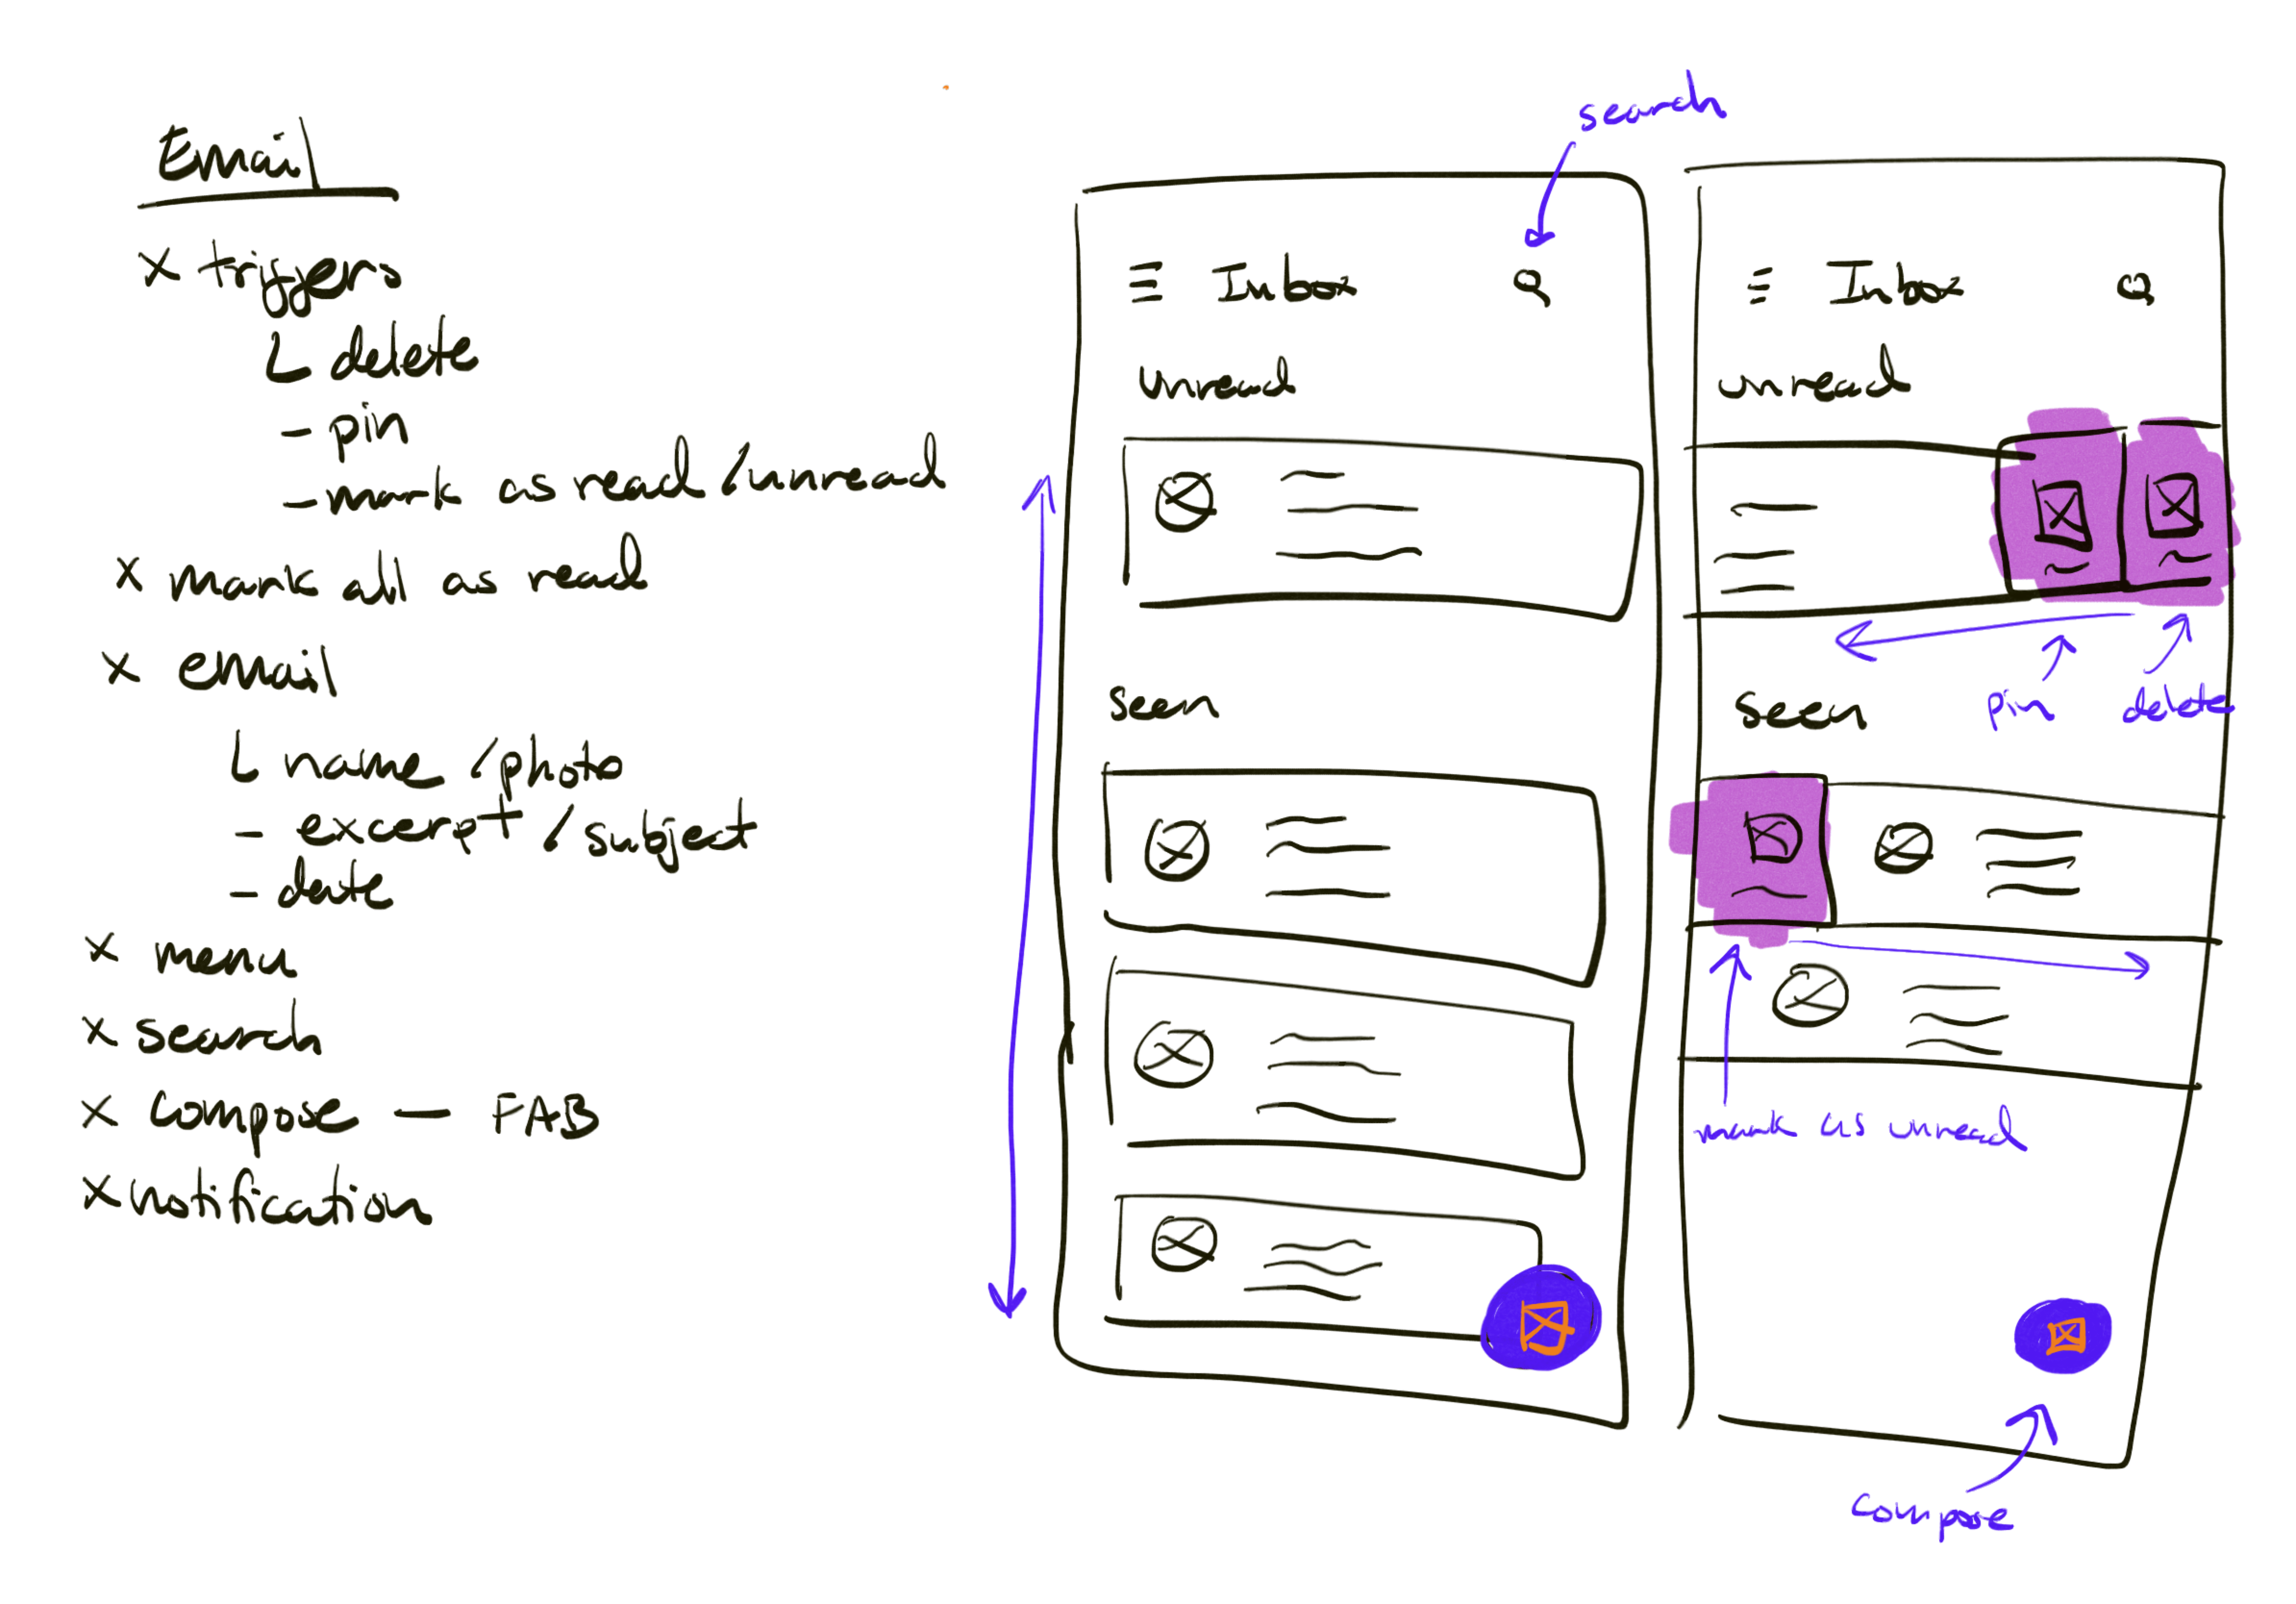 Email
x triggers
delete
- pin
- mark as read / unread
x mark all as read
x email
name / photo
- excerpt / subject
- date
x menu
x search
x compose — FAB
x notification
search
Inbox
unread
seen
Inbox
unread
pin
delete
seen
mark as unread
compose